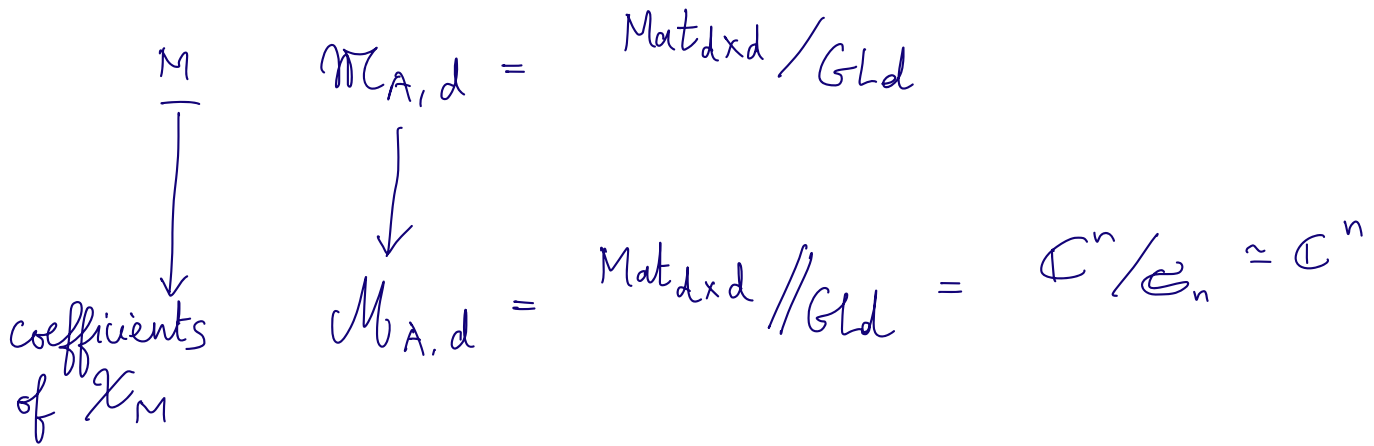 M 𝔐_{A,d} = Mat_{d×d} / GL_d
↓ ↓
coefficients of χ_M ℳ_{A,d} = Mat_{d×d} // GL_d = ℂ^n / 𝔖_n ≃ ℂ^n